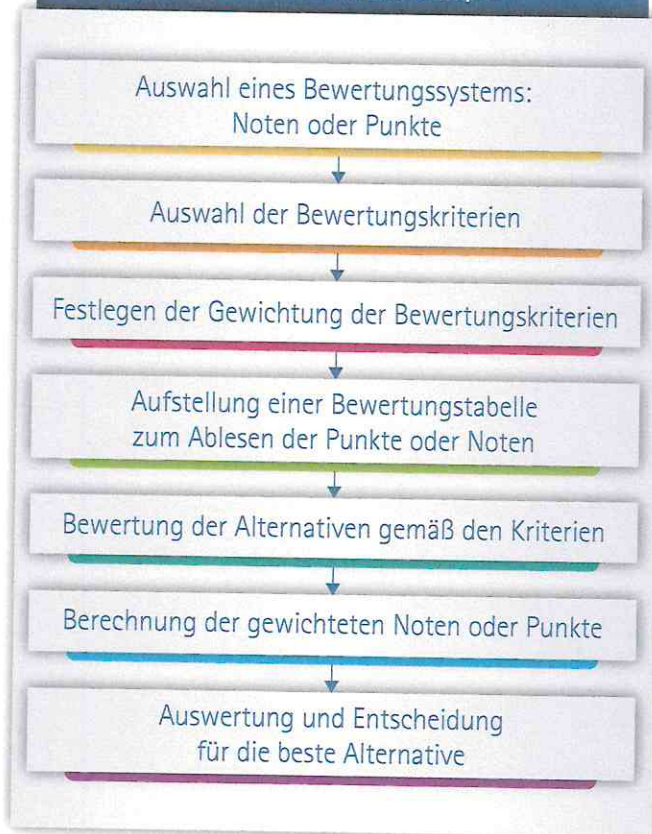 Auswahl eines Bewertungssystems:
Noten oder Punkte
Auswahl der Bewertungskriterien
Festlegen der Gewichtung der Bewertungskriterien
Aufstellung einer Bewertungstabelle
zum Ablesen der Punkte oder Noten
Bewertung der Alternativen gemäß den Kriterien
Berechnung der gewichteten Noten oder Punkte
Auswertung und Entscheidung
für die beste Alternative